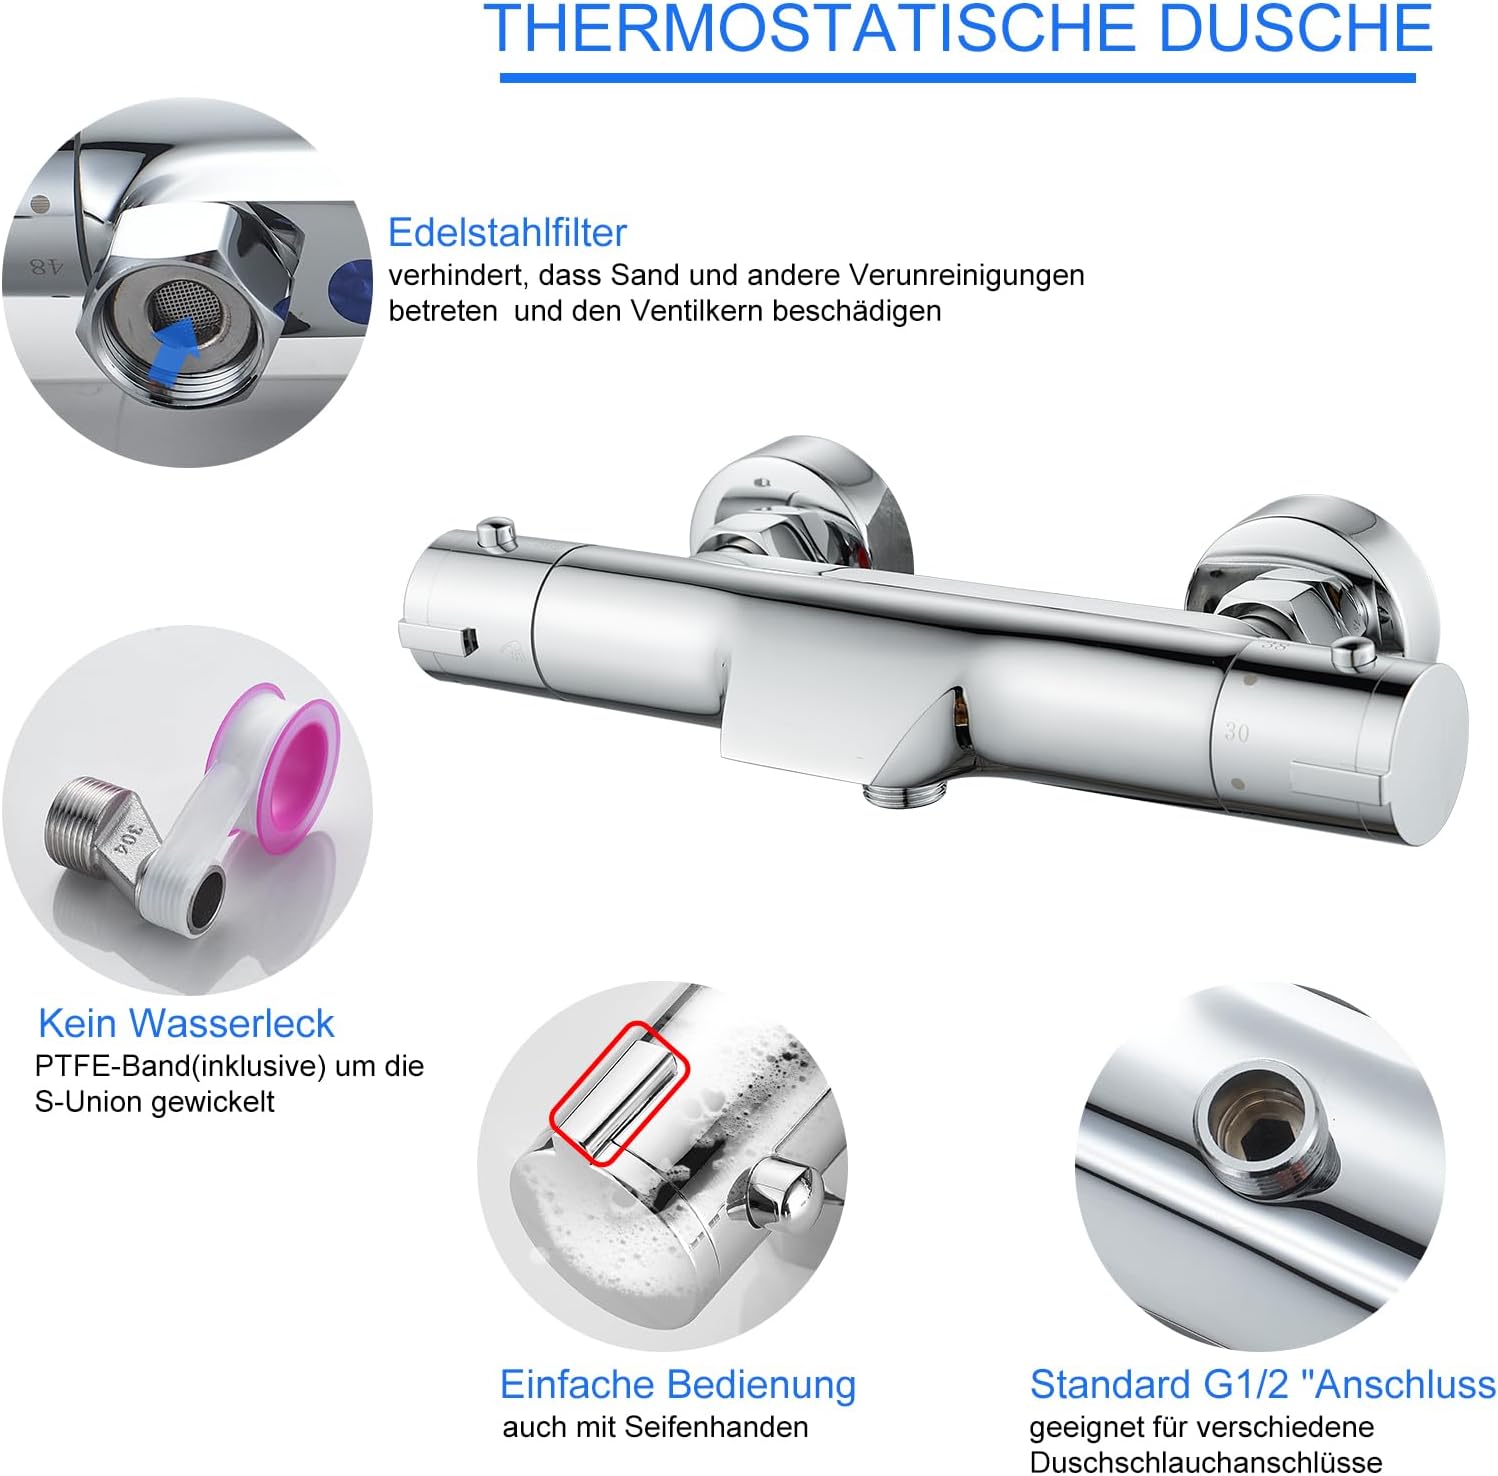 THERMOSTATISCHE DUSCHE
Edelstahlfilter
verhindert, dass Sand und andere Verunreinigungen
betreten und den Ventilkern beschädigen
48
38
30
304
Kein Wasserleck
PTFE-Band(inklusive) um die
S-Union gewickelt
Einfache Bedienung
auch mit Seifenhanden
Standard G1/2 "Anschluss
geeignet für verschiedene
Duschschlauchanschlüsse